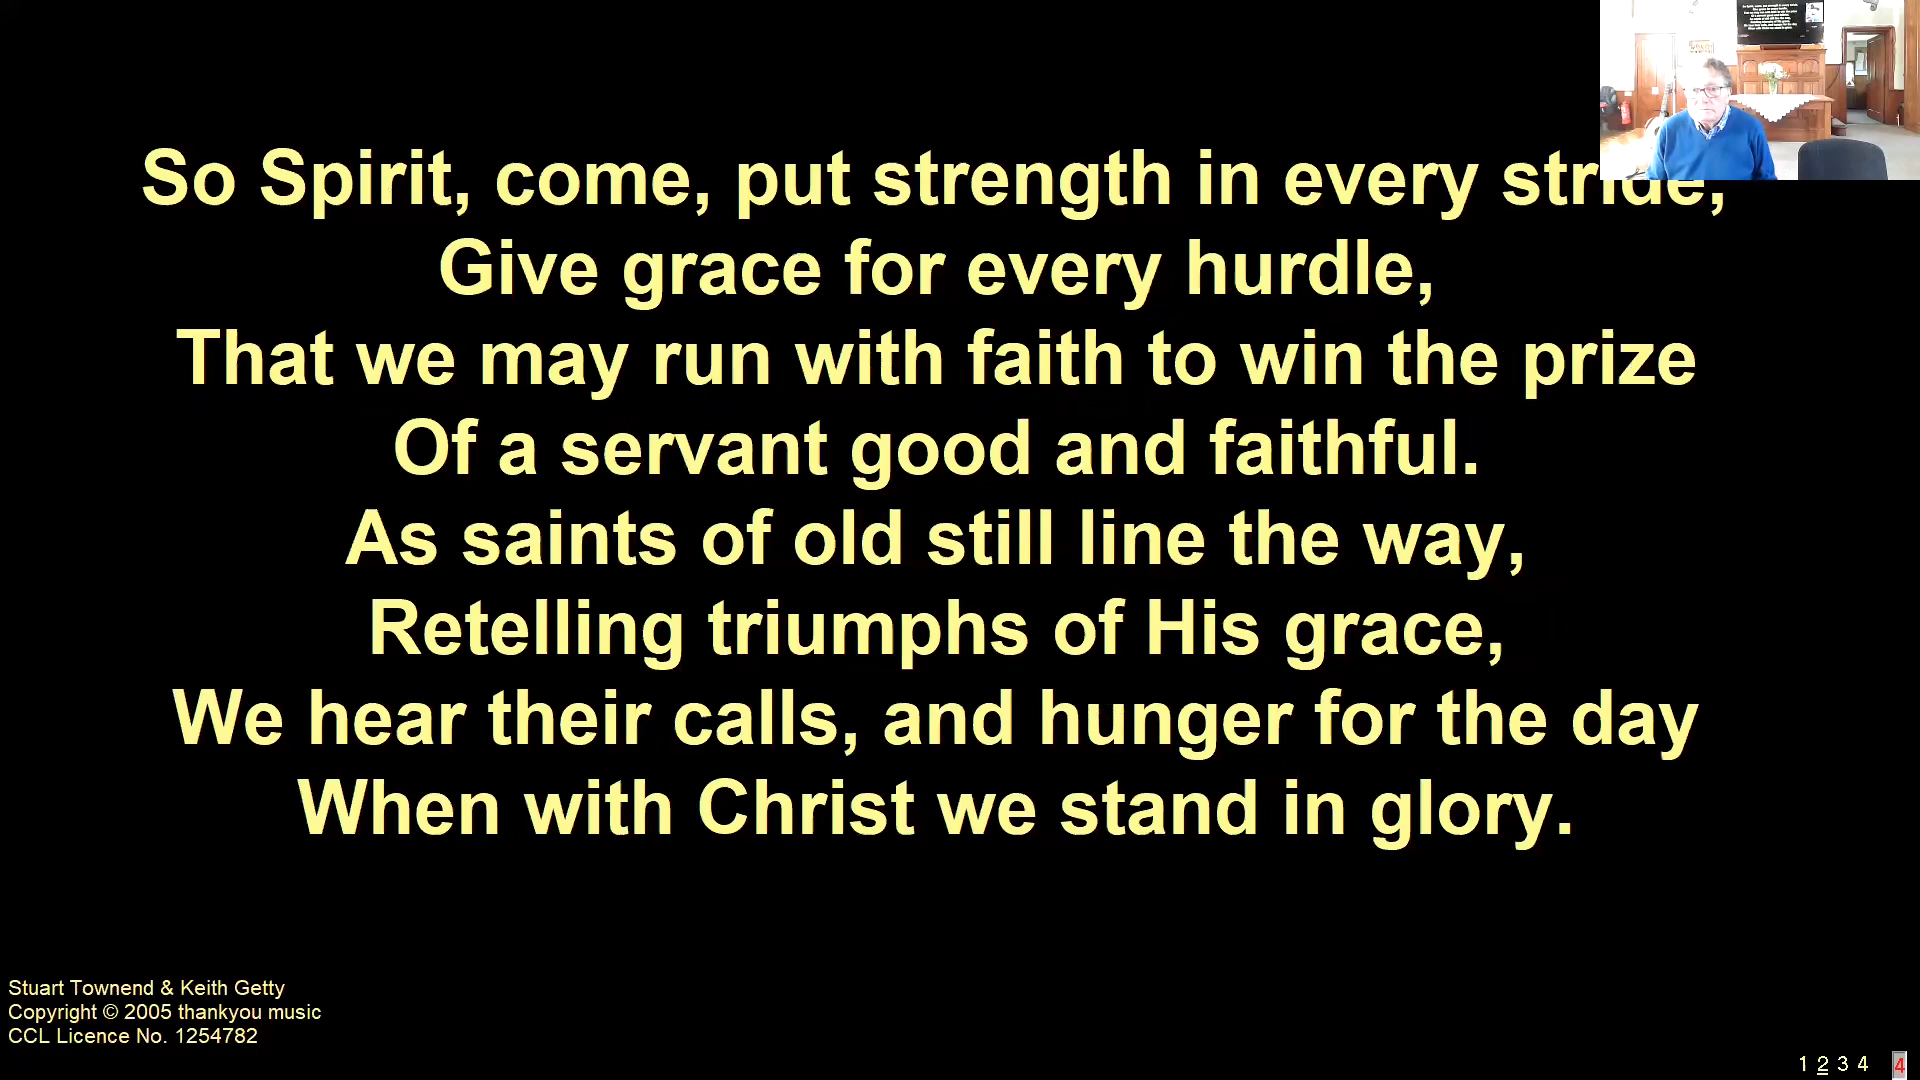 So Spirit, come, put strength in every stride,
Give grace for every hurdle,
That we may run with faith to win the prize
Of a servant good and faithful.
As saints of old still line the way,
Retelling triumphs of His grace,
We hear their calls, and hunger for the day
When with Christ we stand in glory.
Stuart Townend & Keith Getty
Copyright © 2005 thankyou music
CCL Licence No. 1254782
1 2 3 4 4